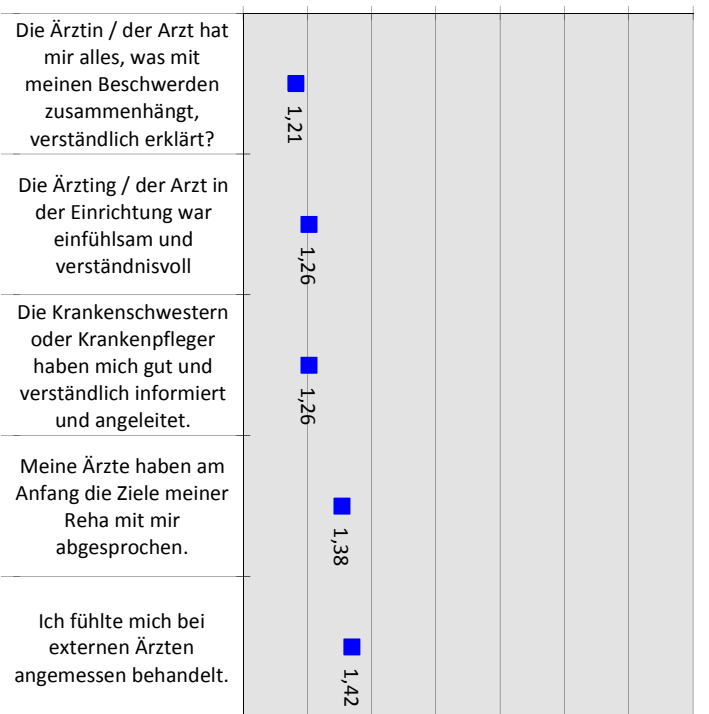 Die Ärztin / der Arzt hat
mir alles, was mit
meinen Beschwerden
zusammenhängt,
verständlich erklärt?
1,21
Die Ärzting / der Arzt in
der Einrichtung war
einfühlsam und
verständnisvoll
1,26
Die Krankenschwestern
oder Krankenpfleger
haben mich gut und
verständlich informiert
und angeleitet.
1,26
Meine Ärzte haben am
Anfang die Ziele meiner
Reha mit mir
abgesprochen.
1,38
Ich fühlte mich bei
externen Ärzten
angemessen behandelt.
1,42